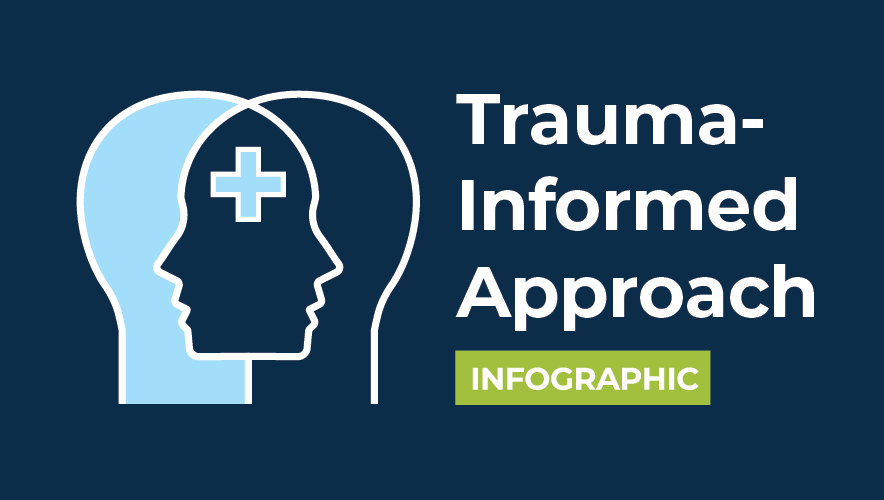 Trauma-
Informed
Approach
INFOGRAPHIC